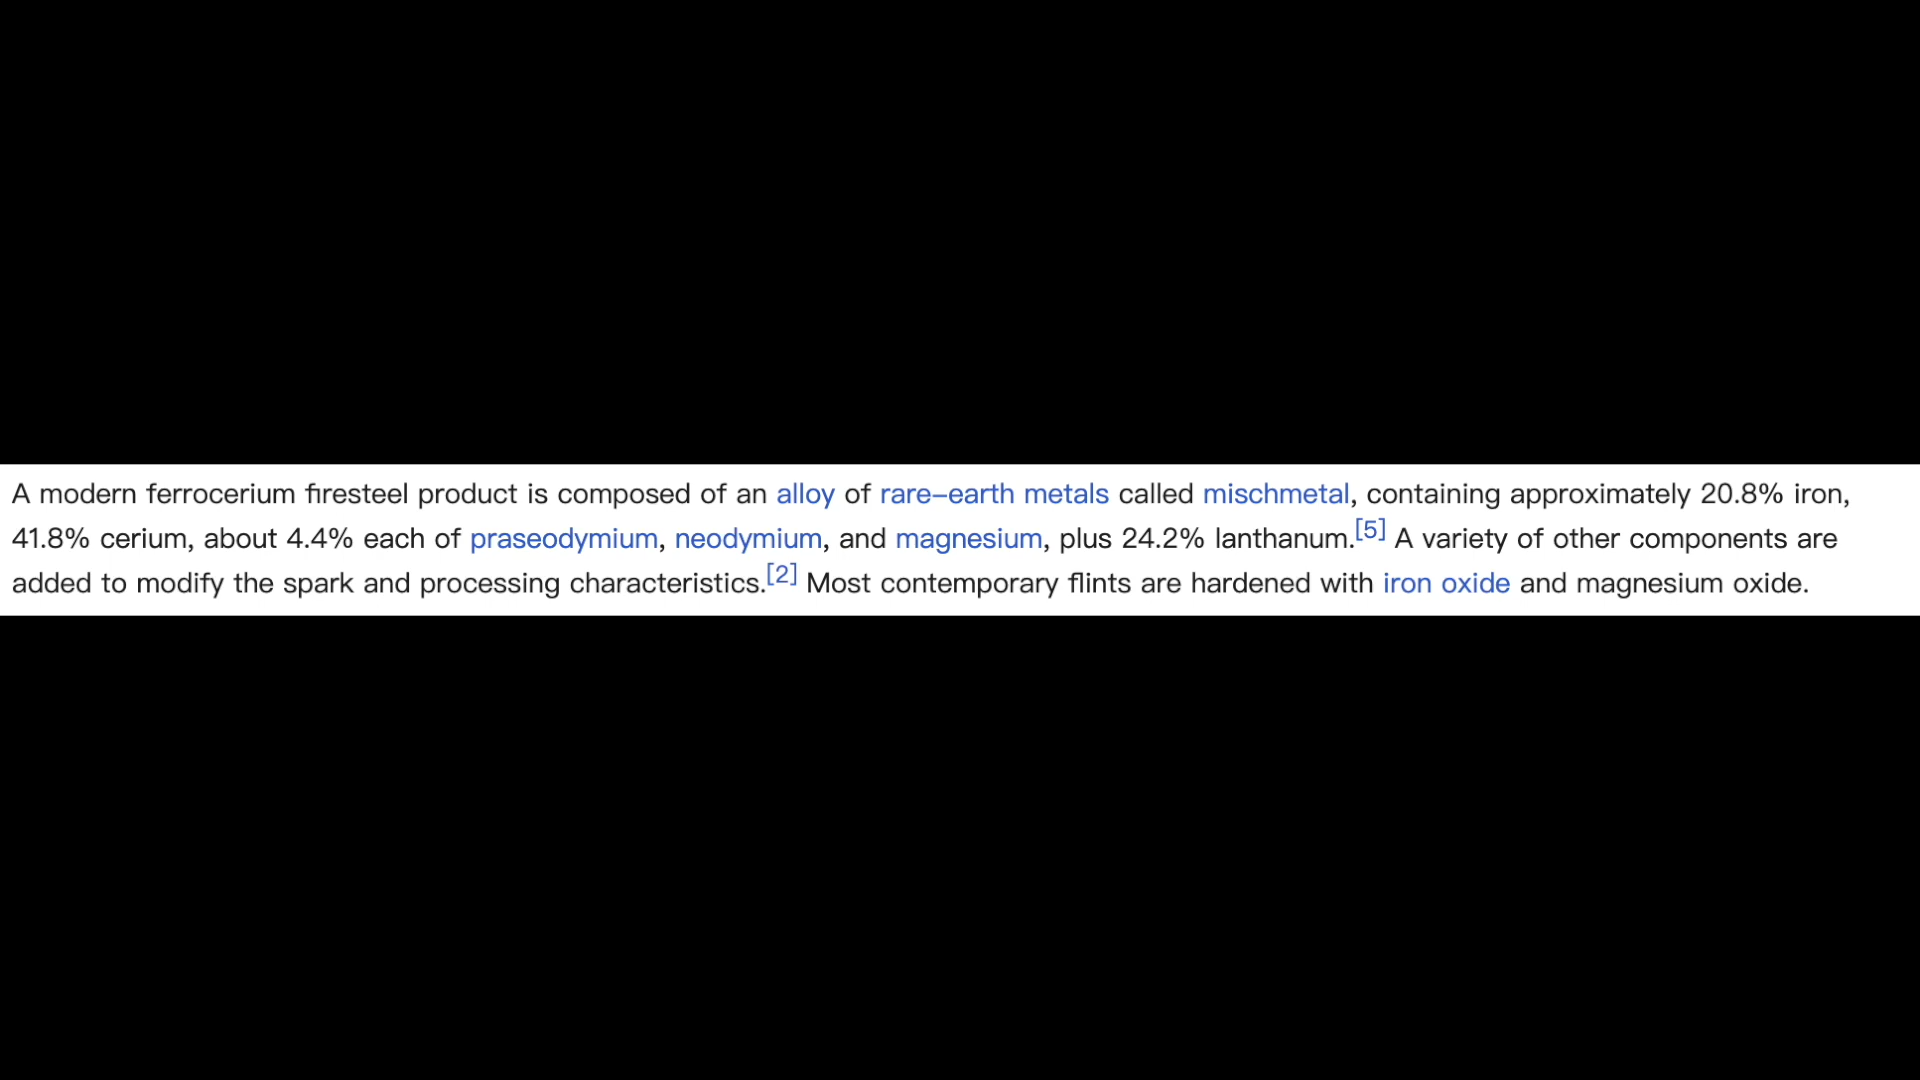 A modern ferrocerium firesteel product is composed of an alloy of rare–earth metals called mischmetal, containing approximately 20.8% iron,
41.8% cerium, about 4.4% each of praseodymium, neodymium, and magnesium, plus 24.2% lanthanum.[5] A variety of other components are
added to modify the spark and processing characteristics.[2] Most contemporary flints are hardened with iron oxide and magnesium oxide.